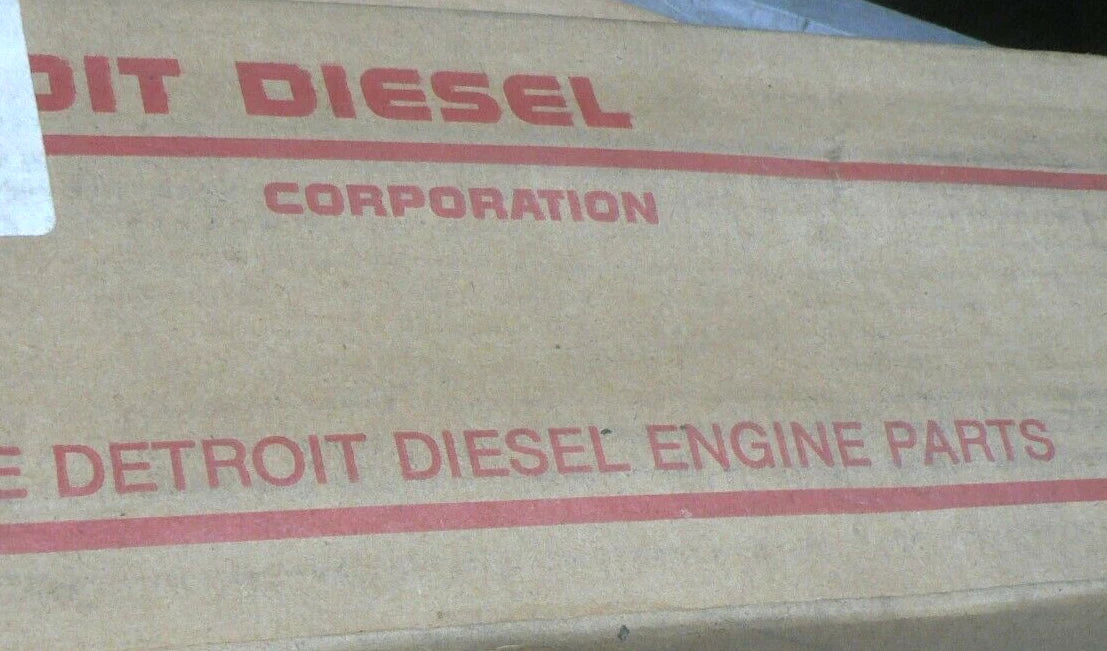 OIT DIESEL
CORPORATION
E DETROIT DIESEL ENGINE PARTS